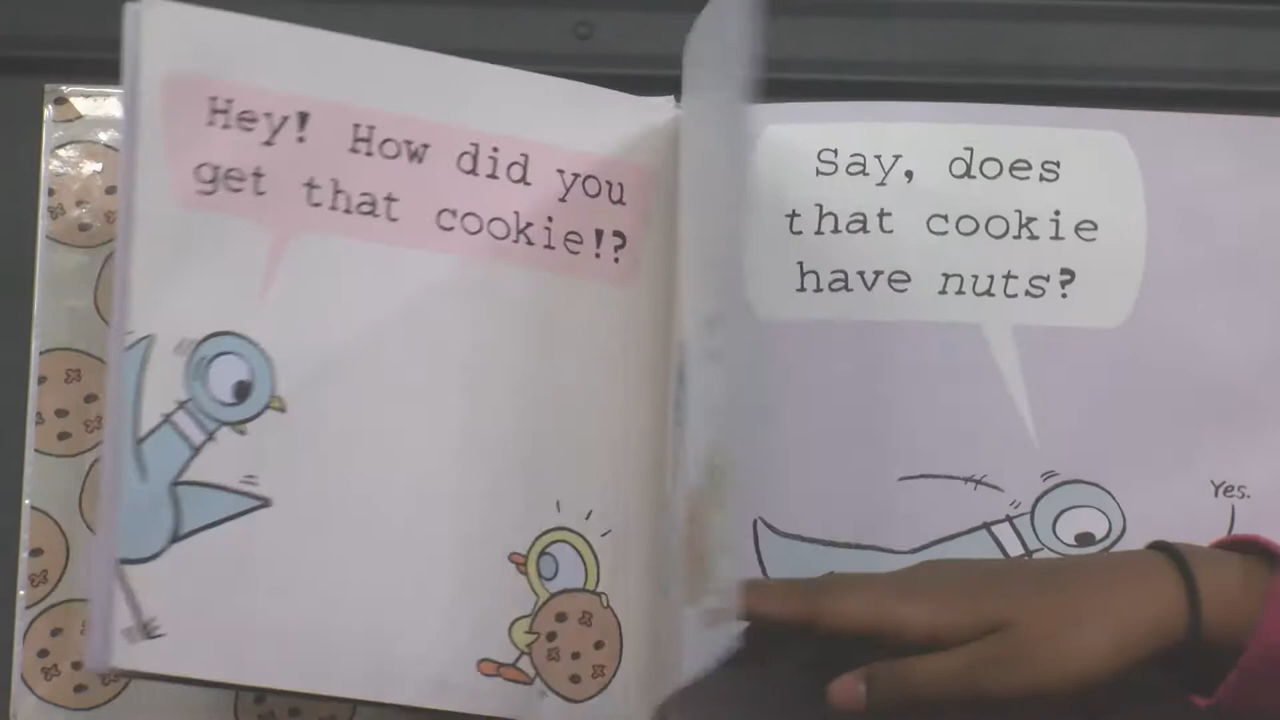 Hey! How did you
get that cookie!?
Say, does
that cookie
have nuts?
Yes.